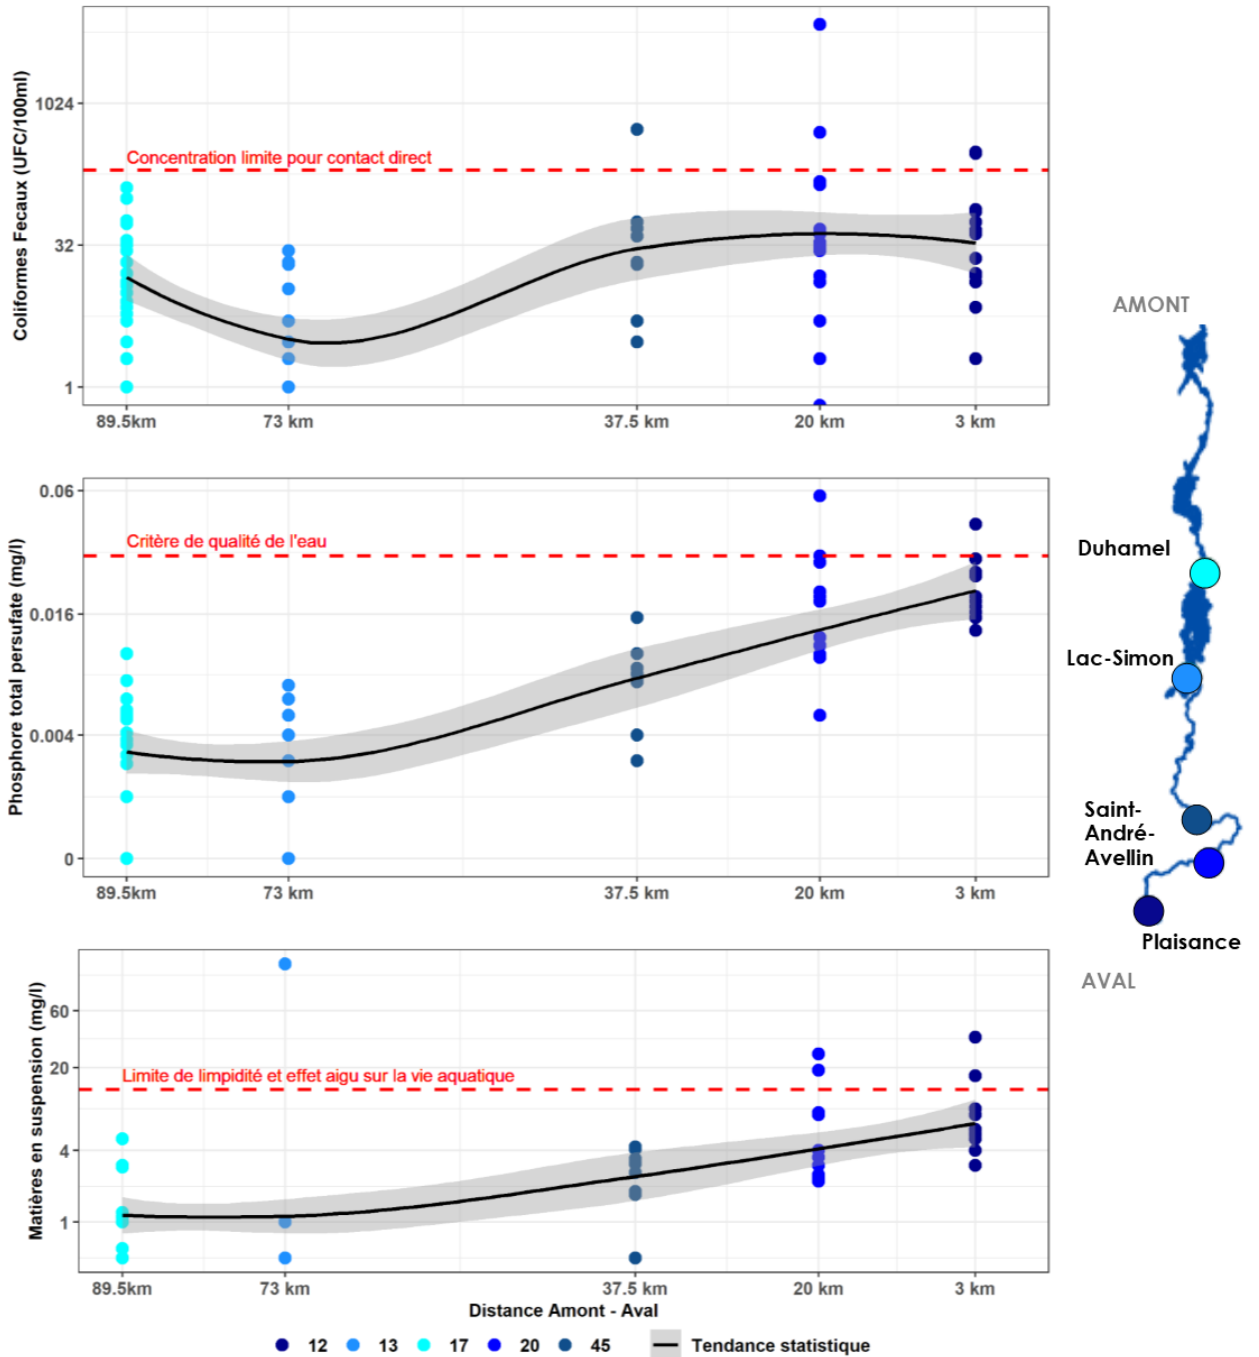 Coliformes Fecaux (UFC/100ml)
1024
32
1
Concentration limite pour contact direct
89.5km
73 km
37.5 km
20 km
3 km
Phosphore total persufate (mg/l)
0.06
0.016
0.004
0
Critère de qualité de l'eau
89.5km
73 km
37.5 km
20 km
3 km
Matières en suspension (mg/l)
60
20
4
1
Limite de limpidité et effet aigu sur la vie aquatique
89.5km
73 km
37.5 km
20 km
3 km
Distance Amont - Aval
12
13
17
20
45
Tendance statistique
AMONT
Duhamel
Lac-Simon
Saint-
André-
Avellin
Plaisance
AVAL